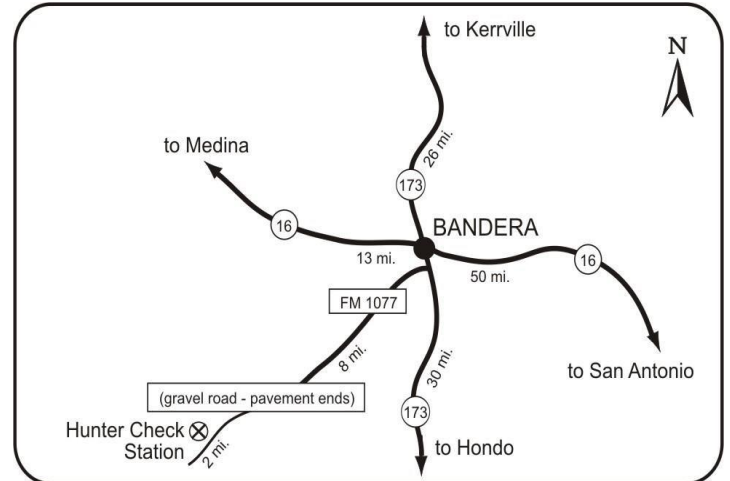 to Kerrville
N
26 mi.
to Medina
173
16
BANDERA
13 mi.
50 mi.
16
FM 1077
8 mi.
30 mi.
to San Antonio
(gravel road - pavement ends)
173
Hunter Check
Station
2 mi.
to Hondo